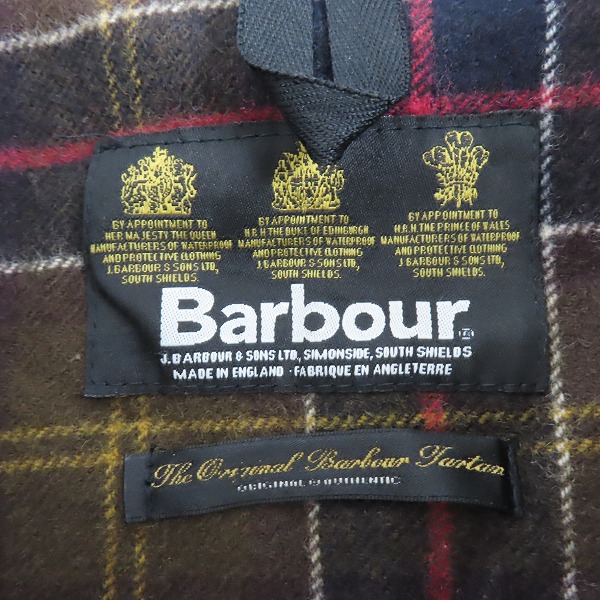 BY APPOINTMENT TO
HER MAJESTY THE QUEEN
MANUFACTURERS OF WATERPROOF
AND PROTECTIVE CLOTHING
J.BARBOUR & SONS LTD,
SOUTH SHIELDS.
BY APPOINTMENT TO
H.R.H THE DUKE OF EDINBURGH
MANUFACTURERS OF WATERPROOF
AND PROTECTIVE CLOTHING
J.BARBOUR & SONS LTD,
SOUTH SHIELDS
BY APPOINTMENT TO
H.R.H. THE PRINCE OF WALES
MANUFACTURERS OF WATERPROOF
AND PROTECTIVE CLOTHING
J.BARBOUR & SONS LTD,
SOUTH SHIELDS
Barbour
J.BARBOUR & SONS LTD, SIMONSIDE, SOUTH SHIELDS
MADE IN ENGLAND · FABRIQUE EN ANGLETERRE
The Original Barbour Tartan
ORIGINAL & AUTHENTIC